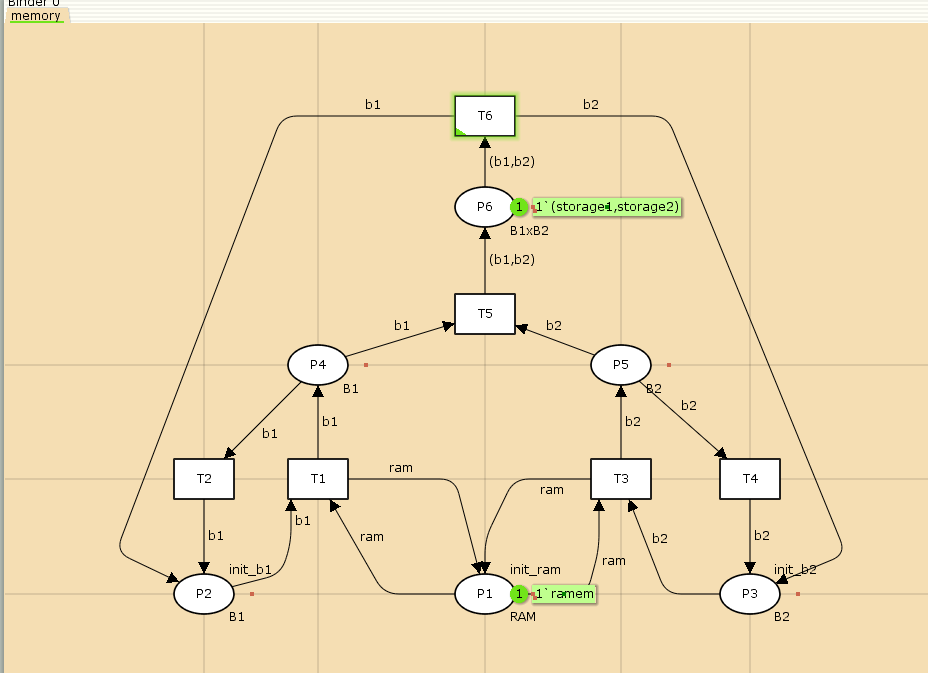 Binder 0
memory
b1
T6
b2
(b1,b2)
P6
1
1`(storage1,storage2)
B1xB2
(b1,b2)
T5
b1
b2
P4
P5
B1
B2
b1
b1
b2
b2
T2
T1
ram
ram
T3
T4
b1
b1
ram
ram
b2
b2
init_b1
init_ram
init_b2
P2
P1
1
1`ramem
P3
B1
RAM
B2